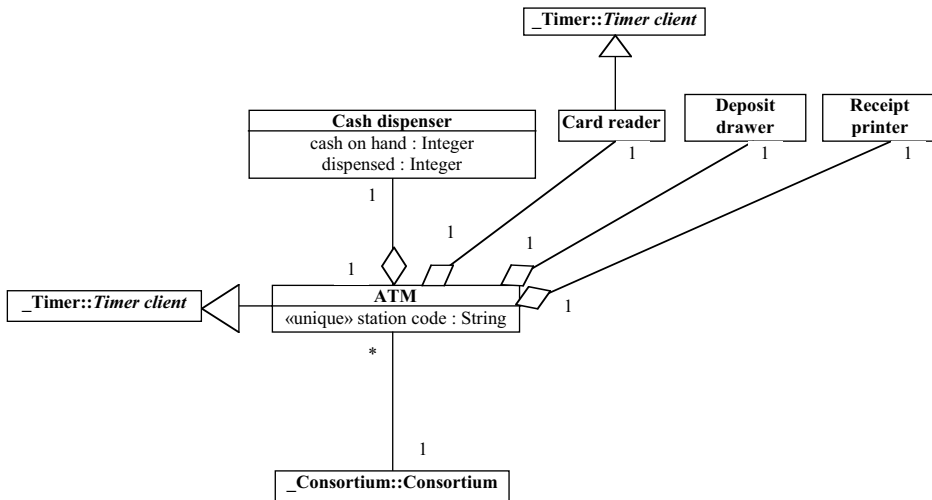 _Timer::Timer client
Cash dispenser
cash on hand : Integer
dispensed : Integer
Card reader
Deposit
drawer
Receipt
printer
1
1
1
1
1
1
1
1
_Timer::Timer client
ATM
«unique» station code : String
*
1
_Consortium::Consortium